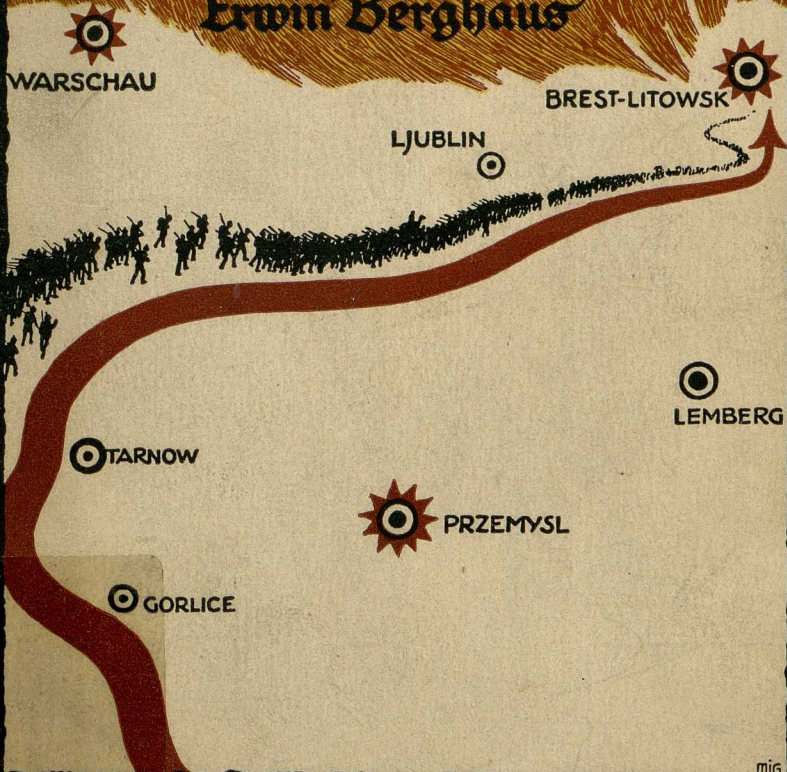 Erwin Berghaus
WARSCHAU
BREST-LITOWSK
LJUBLIN
LEMBERG
TARNOW
PRZEMYSL
GORLICE
mig